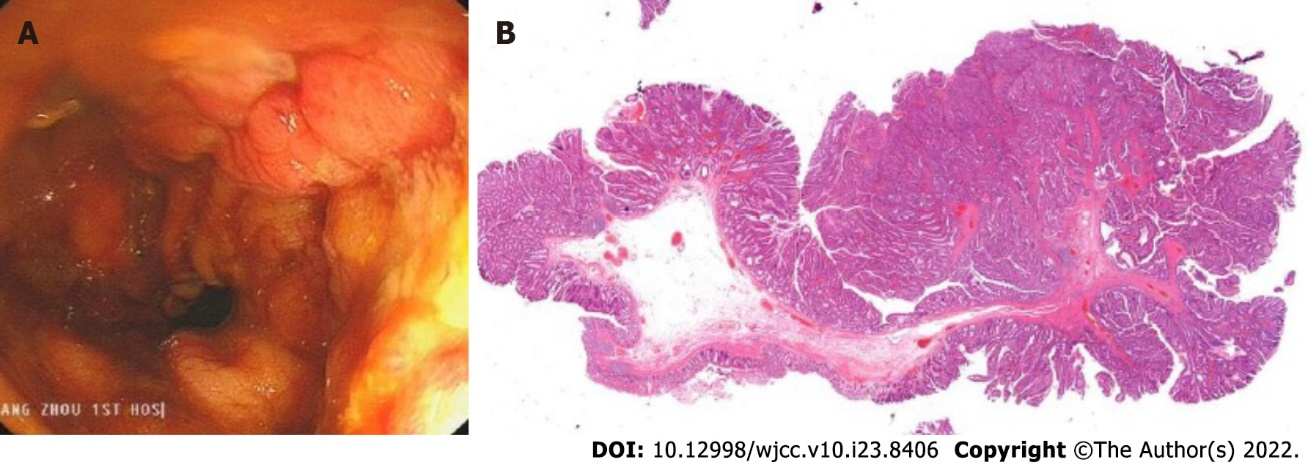 A
B
ANG ZHOU 1ST HOS
DOI: 10.12998/wjcc.v10.i23.8406 Copyright ©The Author(s) 2022.